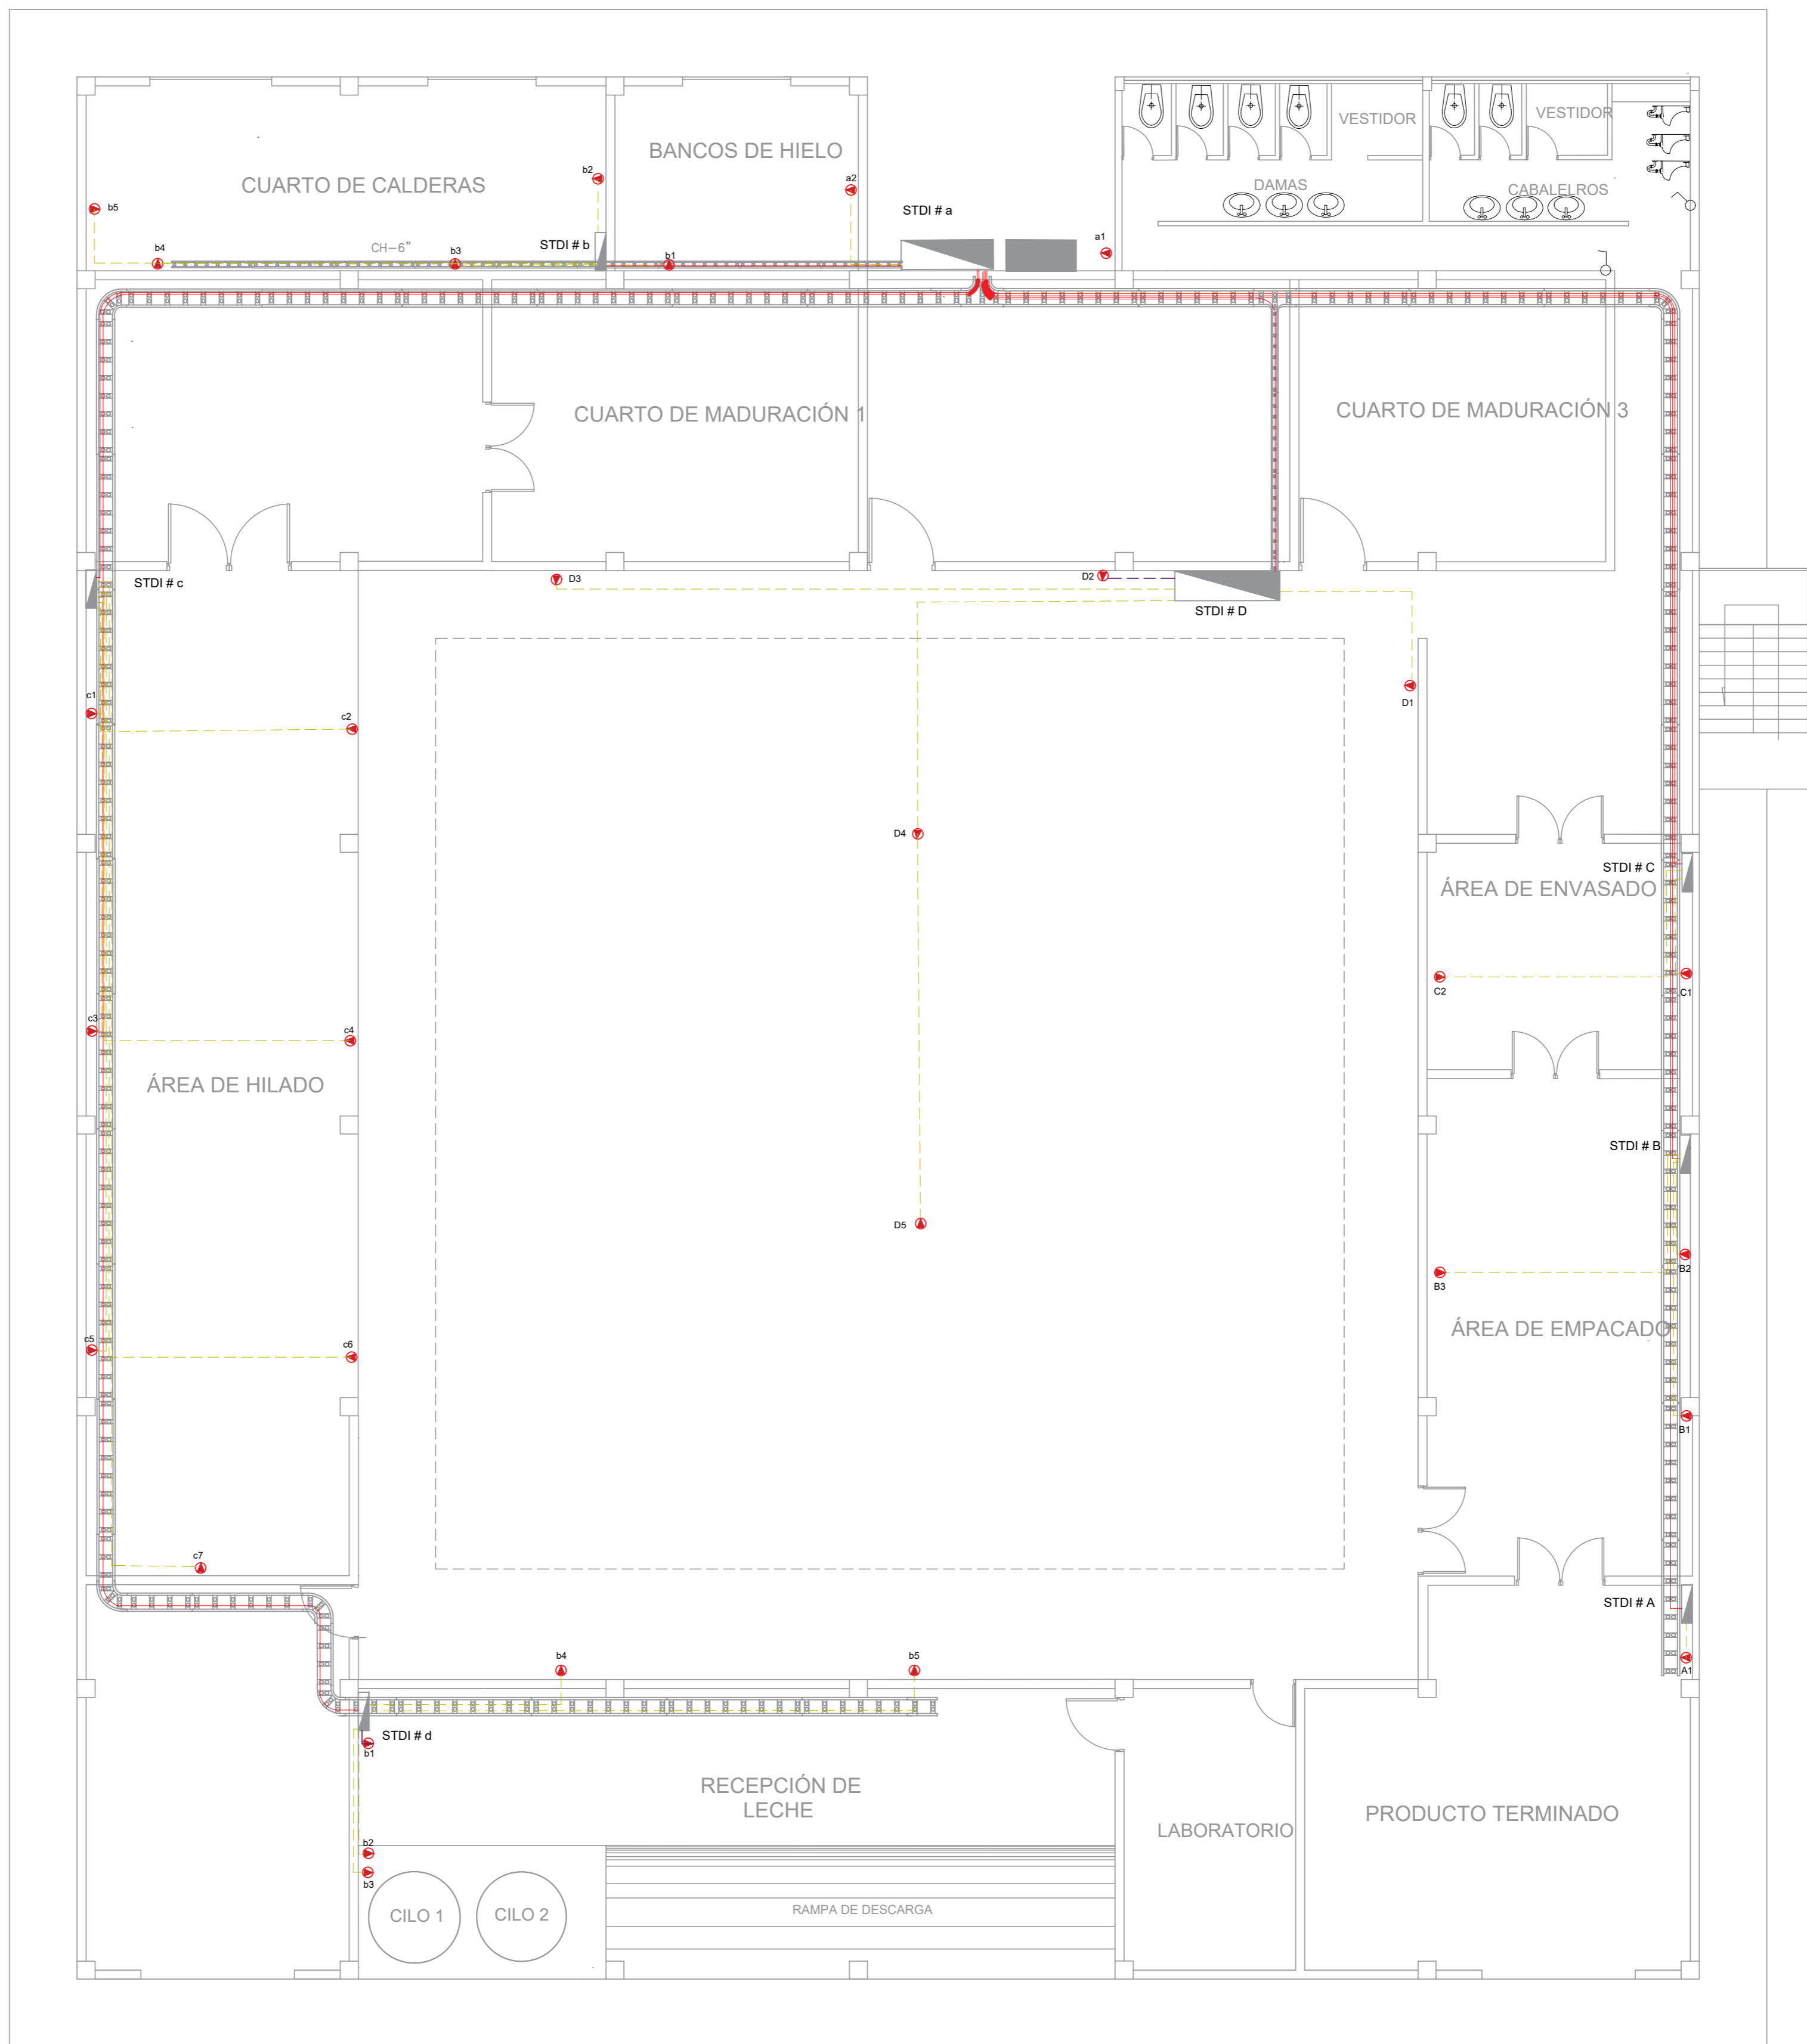 VESTIDOR
VESTIDOR
BANCOS DE HIELO
CUARTO DE CALDERAS
b2
a2
DAMAS
CABALELROS
b5
STDI # a
a1
b4
CH-6"
b3
STDI # b
b1
CUARTO DE MADURACIÓN 1
CUARTO DE MADURACIÓN 3
STDI # c
D3
D2
STDI # D
c1
c2
D1
D4
STDI # C
ÁREA DE ENVASADO
C2
C1
c3
c4
ÁREA DE HILADO
STDI # B
D5
B2
B3
ÁREA DE EMPACADO
c5
c6
B1
c7
STDI # A
b4
b5
A1
STDI # d
b1
RECEPCIÓN DE
LECHE
PRODUCTO TERMINADO
LABORATORIO
b2
b3
CILO 1
CILO 2
RAMPA DE DESCARGA